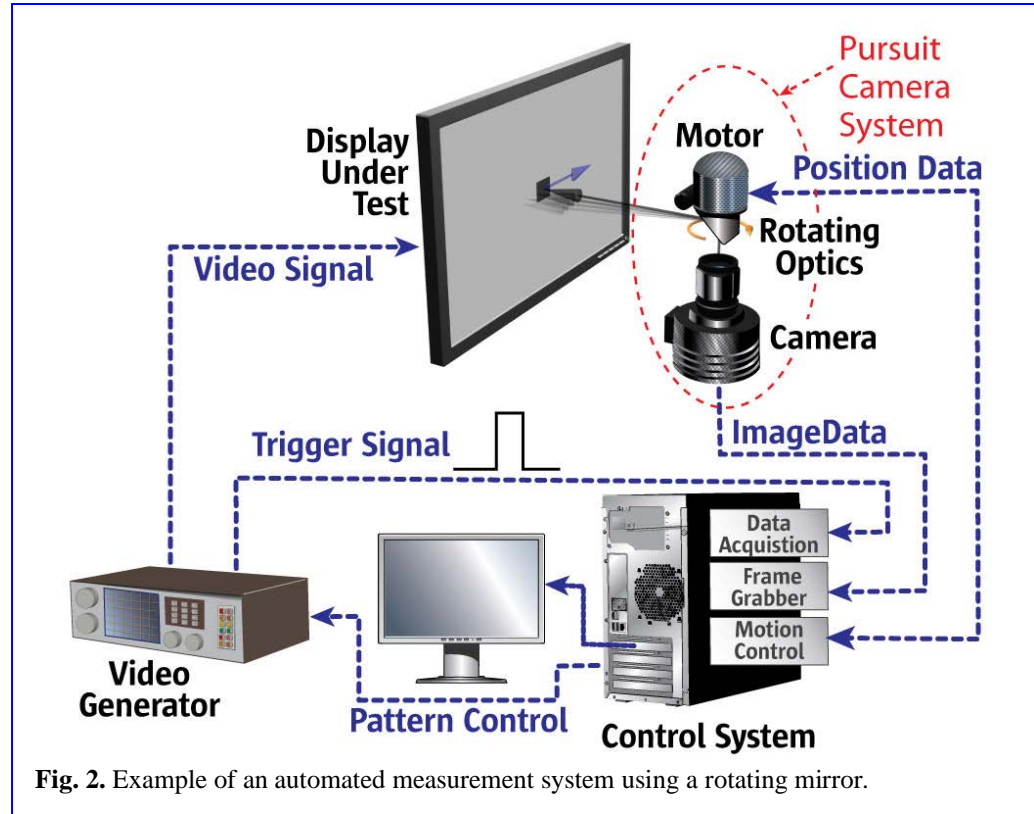 Pursuit
Camera
System
Motor
Display
Under
Test
Position Data
Rotating
Optics
Video Signal
Camera
ImageData
Trigger Signal
Data
Acquistion
Frame
Grabber
Motion
Control
Video
Generator
Pattern Control
Control System
Fig. 2. Example of an automated measurement system using a rotating mirror.